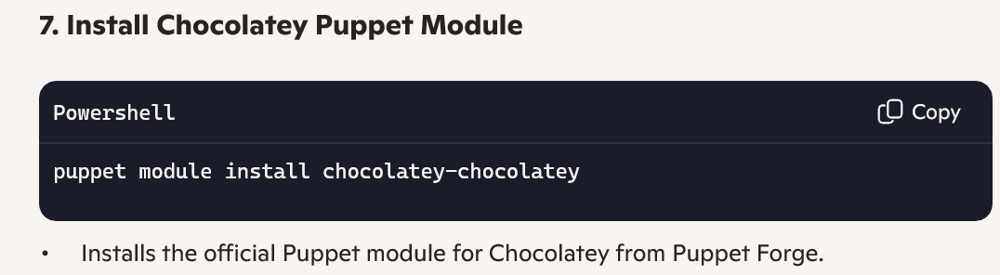 7. Install Chocolatey Puppet Module
Powershell
Copy
puppet module install chocolatey-chocolatey
• Installs the official Puppet module for Chocolatey from Puppet Forge.